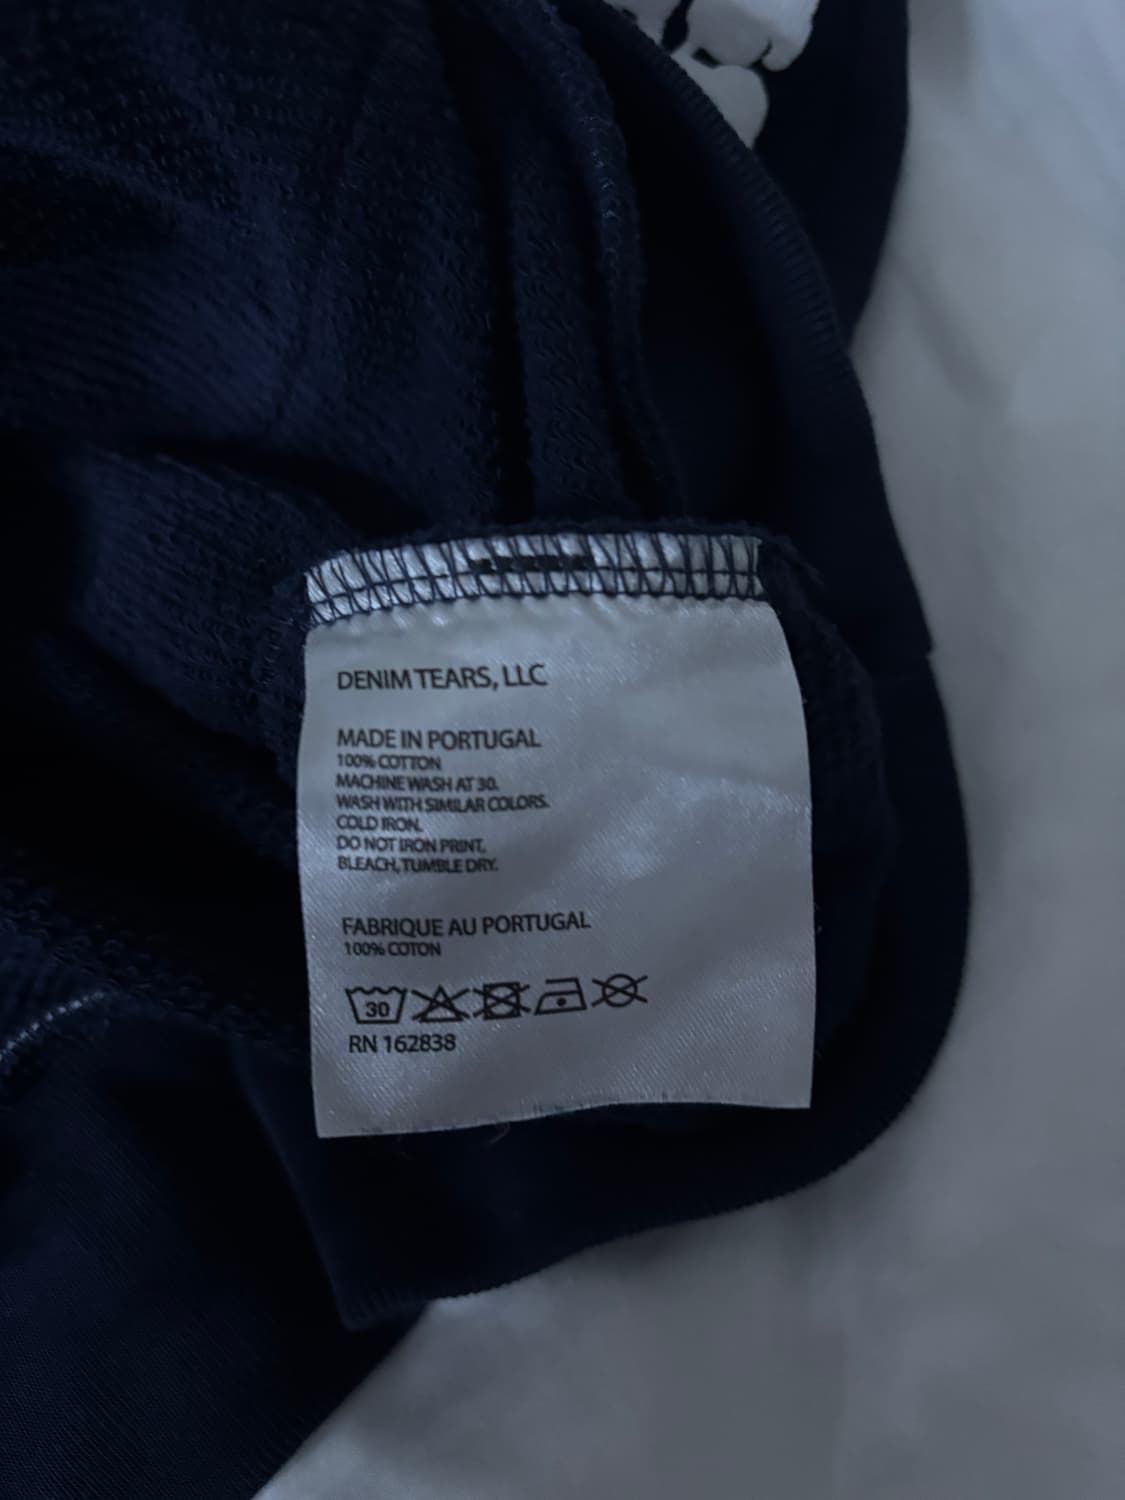 DENIM TEARS, LLC
MADE IN PORTUGAL
100% COTTON
MACHINE WASH AT 30.
WASH WITH SIMILAR COLORS.
COLD IRON.
DO NOT IRON PRINT,
BLEACH, TUMBLE DRY.
FABRIQUE AU PORTUGAL
100% COTON
30
RN 162838